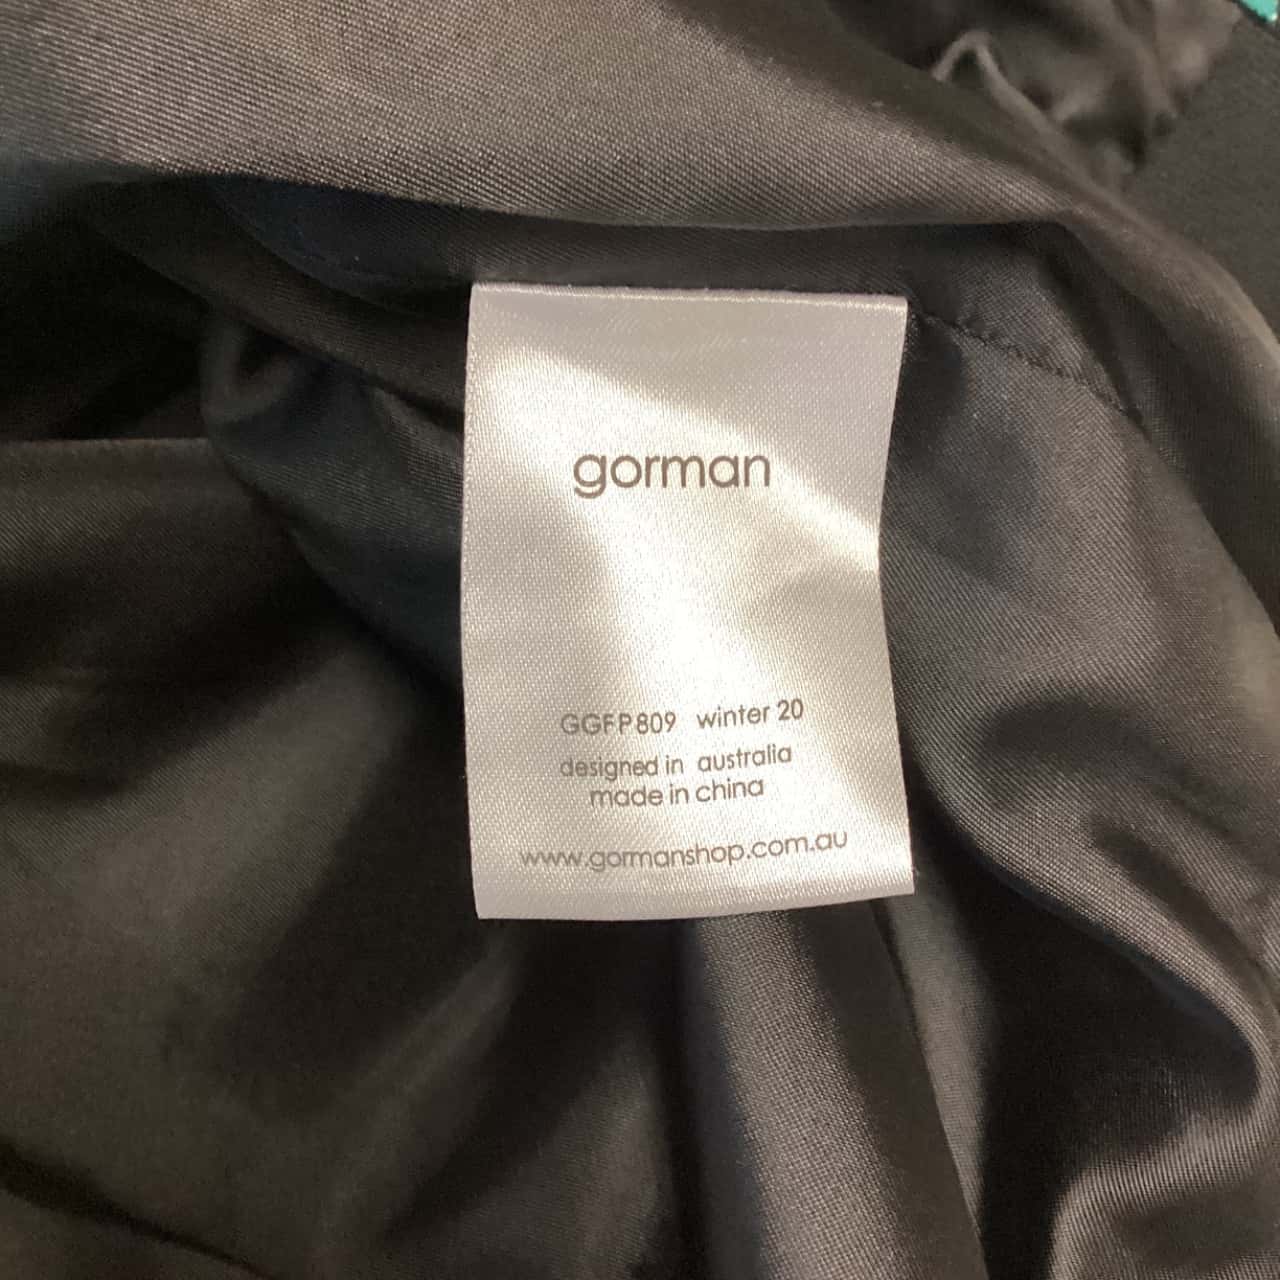 gorman
GGFP809 winter 20
designed in australia
made in china
www.gormanshop.com.au